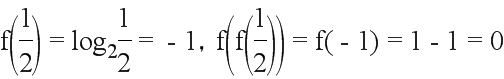 f(1/2) = log₂ 1/2 = - 1, f(f(1/2)) = f( - 1) = 1 - 1 = 0